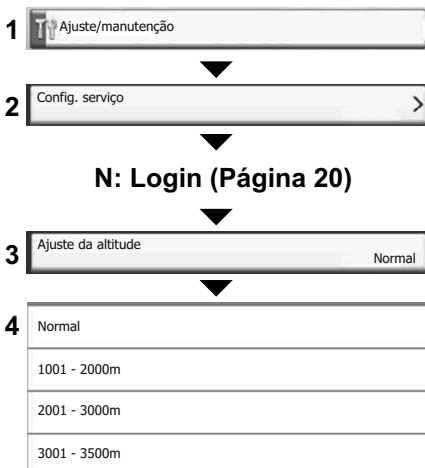 1 Ajuste/manutenção
2 Config. serviço >
N: Login (Página 20)
3 Ajuste da altitude
Normal
4 Normal
1001 - 2000m
2001 - 3000m
3001 - 3500m